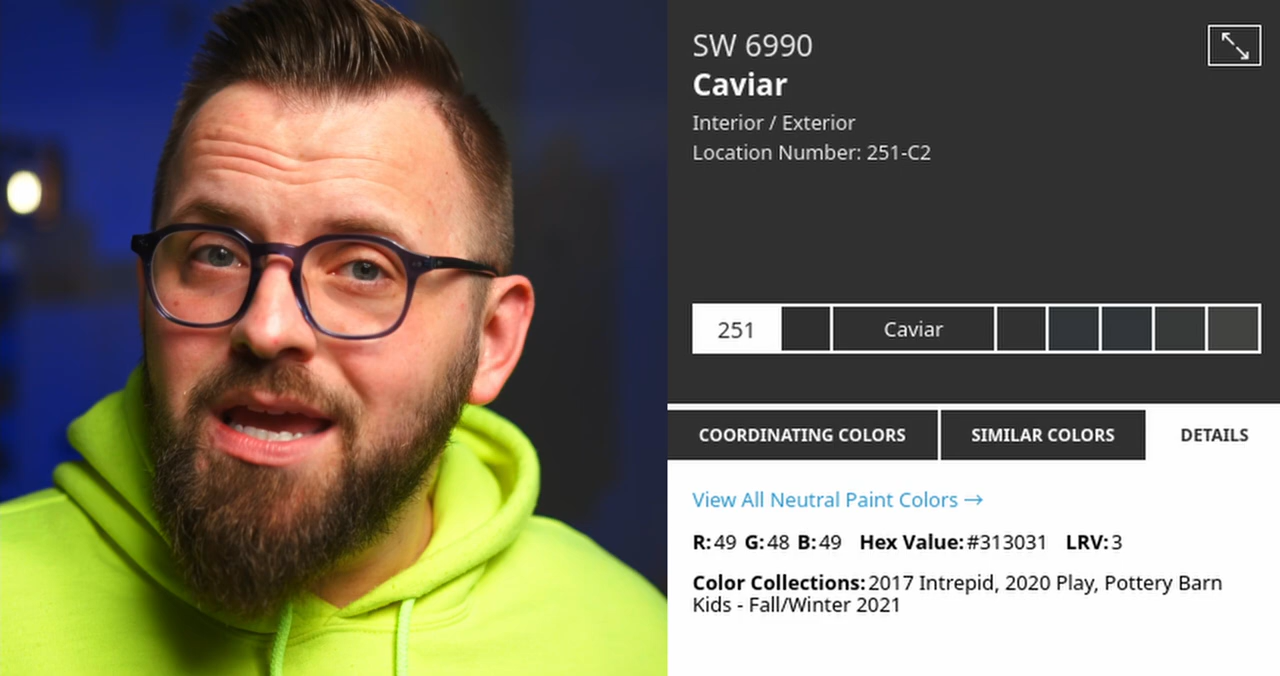 SW 6990
Caviar
Interior / Exterior
Location Number: 251-C2
251
Caviar
COORDINATING COLORS
SIMILAR COLORS
DETAILS
View All Neutral Paint Colors →
R: 49 G: 48 B: 49 Hex Value: #313031 LRV: 3
Color Collections: 2017 Intrepid, 2020 Play, Pottery Barn
Kids - Fall/Winter 2021